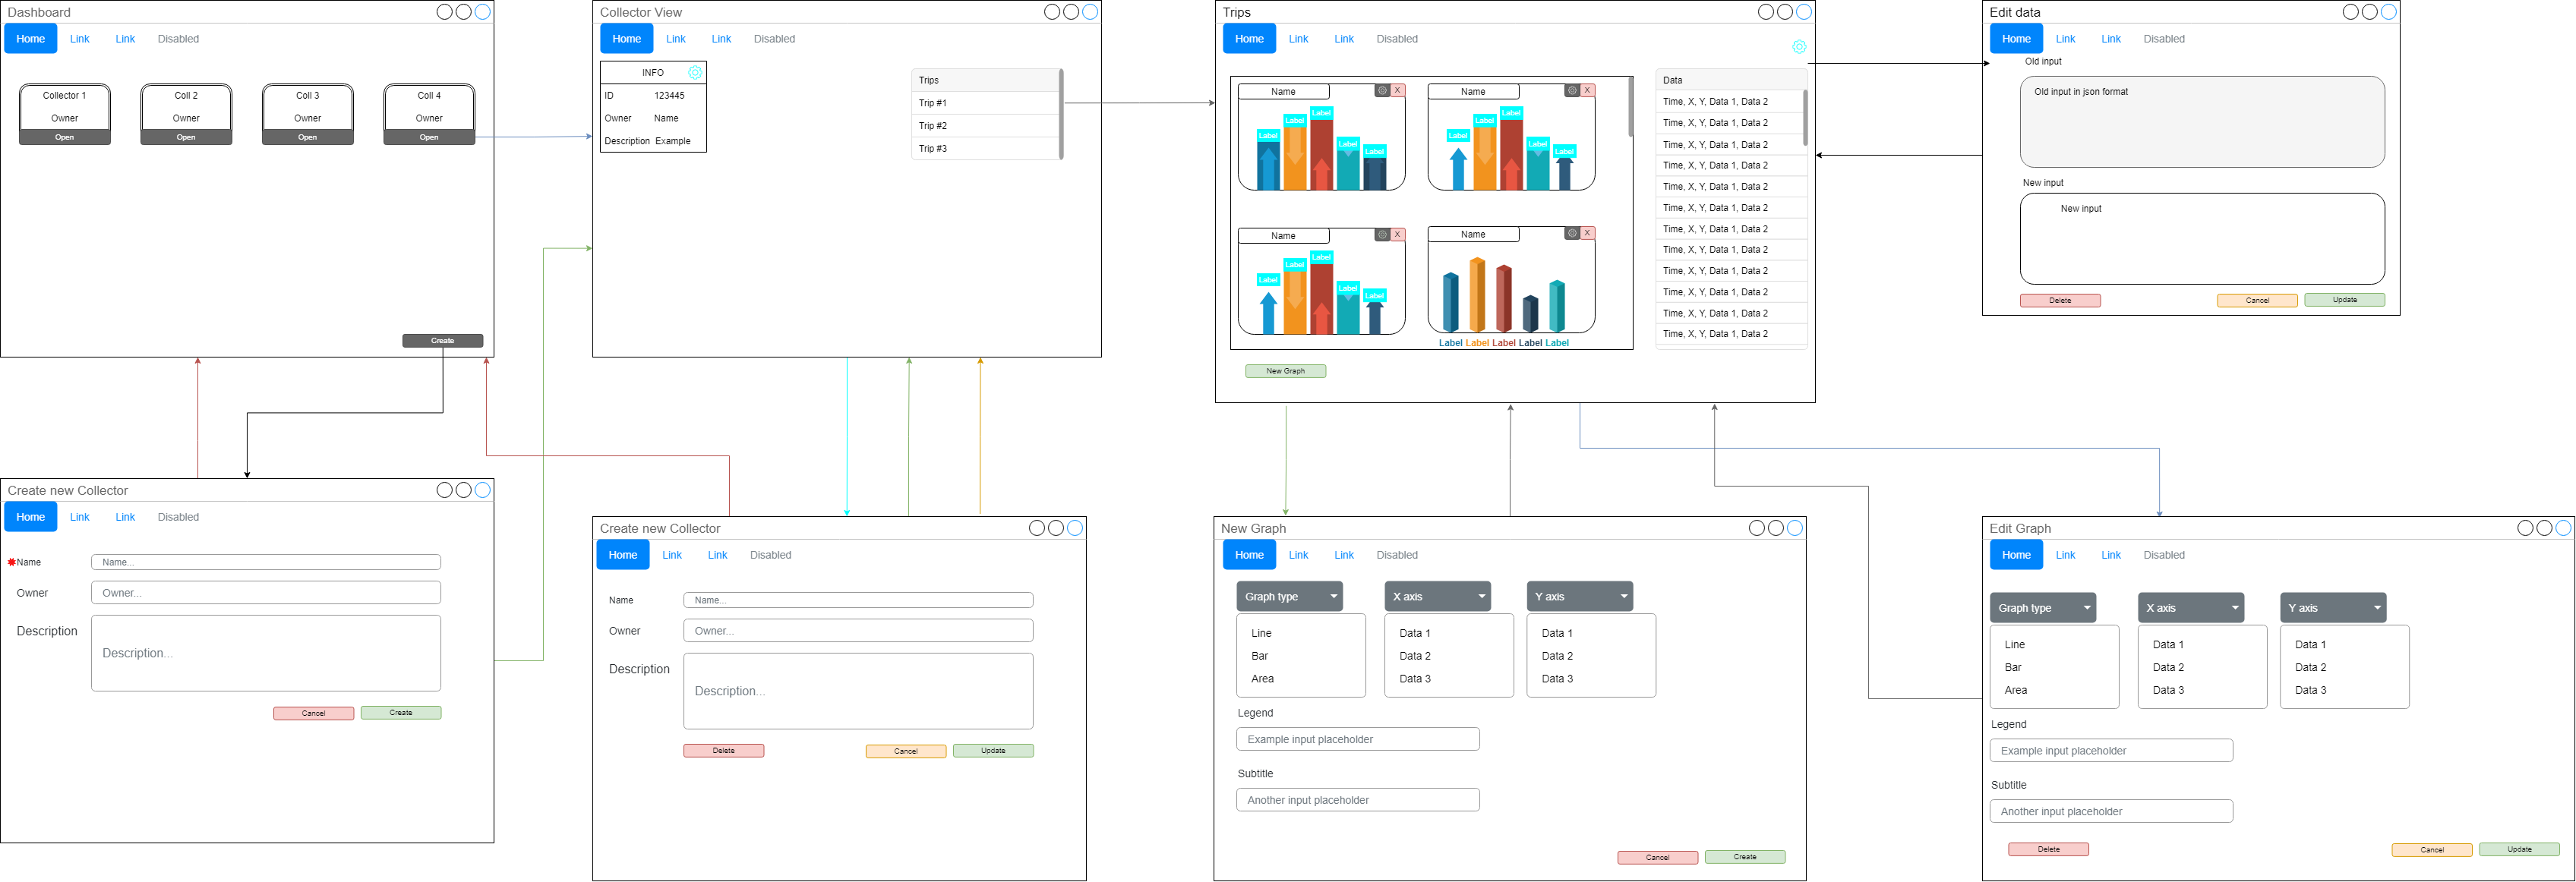 Dashboard
Home Link Link Disabled
Collector 1
Owner
Open
Coll 2
Owner
Open
Coll 3
Owner
Open
Coll 4
Owner
Open
Create
Collector View
Home Link Link Disabled
INFO
ID 123445
Owner Name
Description Example
Trips
Trip #1
Trip #2
Trip #3
Trips
Home Link Link Disabled
Name X
Label
Label
Label
Label
Label
Name X
Label
Label
Label
Label
Label
Name X
Label
Label
Label
Label
Label
Name X
Label Label Label Label Label
New Graph
Data
Time, X, Y, Data 1, Data 2
Time, X, Y, Data 1, Data 2
Time, X, Y, Data 1, Data 2
Time, X, Y, Data 1, Data 2
Time, X, Y, Data 1, Data 2
Time, X, Y, Data 1, Data 2
Time, X, Y, Data 1, Data 2
Time, X, Y, Data 1, Data 2
Time, X, Y, Data 1, Data 2
Time, X, Y, Data 1, Data 2
Time, X, Y, Data 1, Data 2
Time, X, Y, Data 1, Data 2
Edit data
Home Link Link Disabled
Old input
Old input in json format
New input
New input
Delete Cancel Update
Create new Collector
Home Link Link Disabled
Name Name...
Owner Owner...
Description Description...
Cancel Create
Create new Collector
Home Link Link Disabled
Name Name...
Owner Owner...
Description Description...
Delete Cancel Update
New Graph
Home Link Link Disabled
Graph type X axis Y axis
Line Data 1 Data 1
Bar Data 2 Data 2
Area Data 3 Data 3
Legend
Example input placeholder
Subtitle
Another input placeholder
Cancel Create
Edit Graph
Home Link Link Disabled
Graph type X axis Y axis
Line Data 1 Data 1
Bar Data 2 Data 2
Area Data 3 Data 3
Legend
Example input placeholder
Subtitle
Another input placeholder
Delete Cancel Update